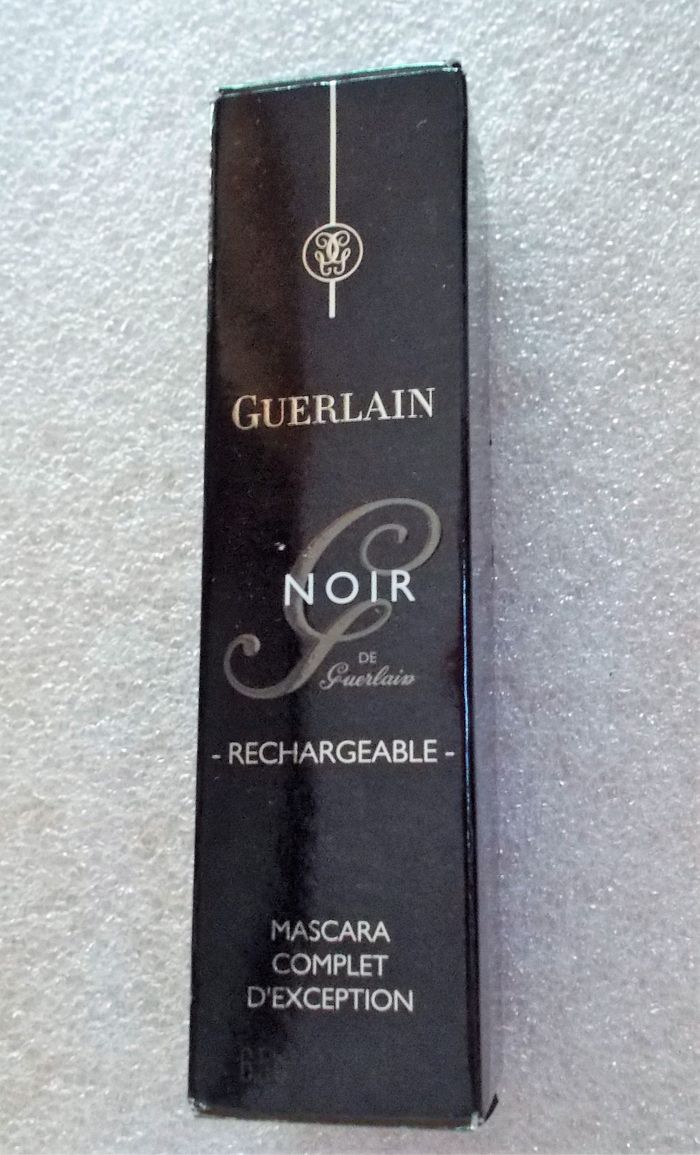 GUERLAIN
NOIR
DE
Guerlain
- RECHARGEABLE -
MASCARA
COMPLET
D'EXCEPTION